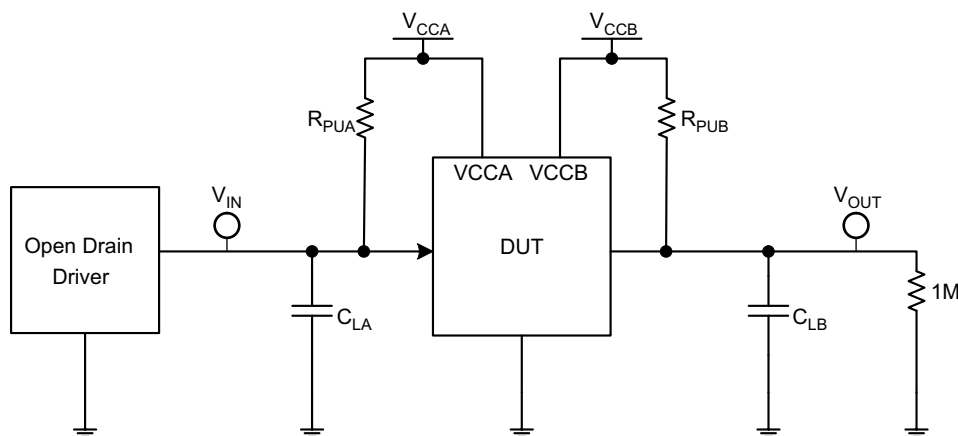 V_CCA
V_CCB
R_PUA
R_PUB
VCCA VCCB
V_IN
V_OUT
Open Drain
Driver
DUT
1M
C_LA
C_LB